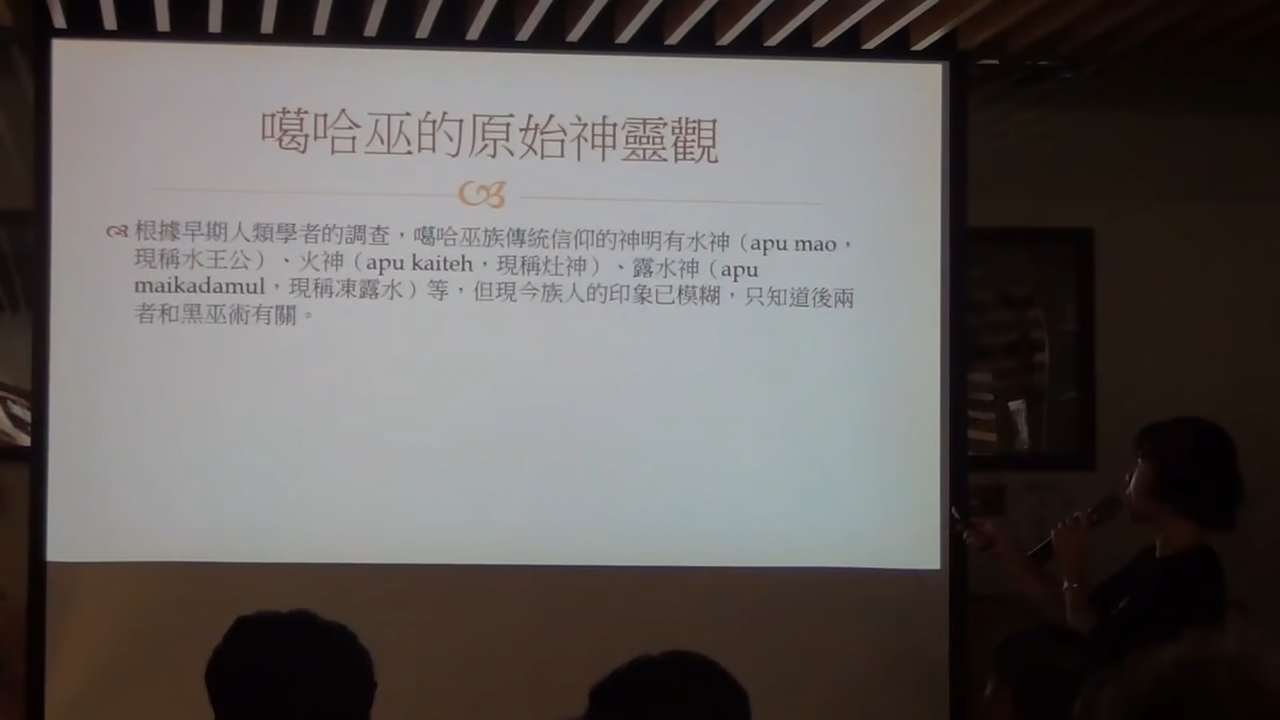 噶哈巫的原始神靈觀
根據早期人類學者的調查，噶哈巫族傳統信仰的神明有水神（apu mao，
現稱水王公）、火神（apu kaiteh，現稱灶神）、露水神（apu
maikadamul，現稱凍露水）等，但現今族人的印象已模糊，只知道後兩
者和黑巫術有關。